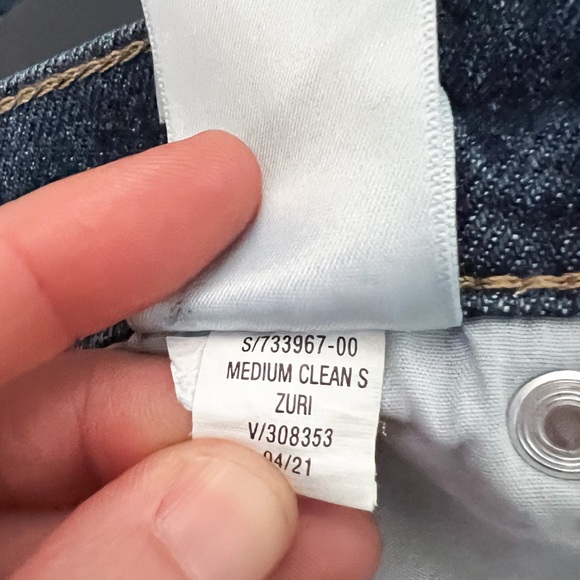 S/733967-00
MEDIUM CLEAN S
ZURI
V/308353
04/21